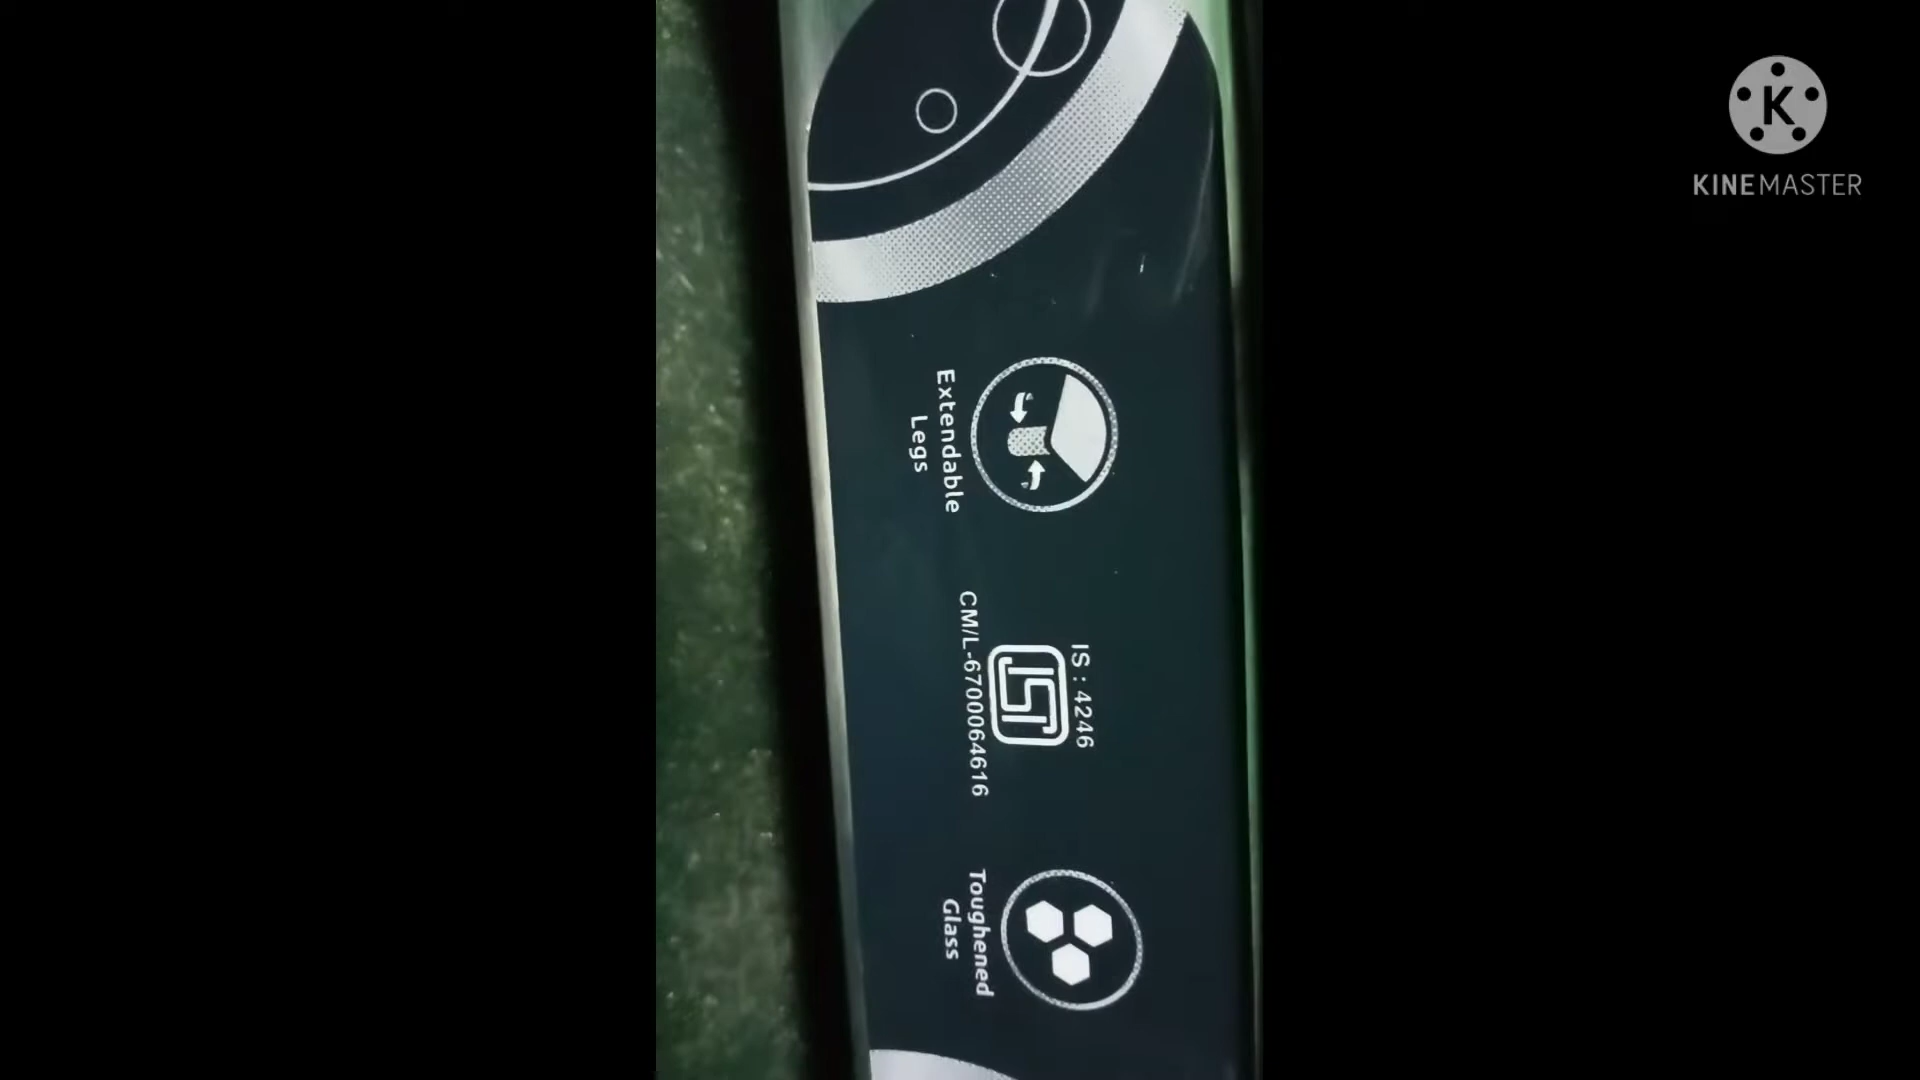 Extendable
Legs
IS : 4246
CM/L-6700064616
Toughened
Glass
K
KINEMASTER